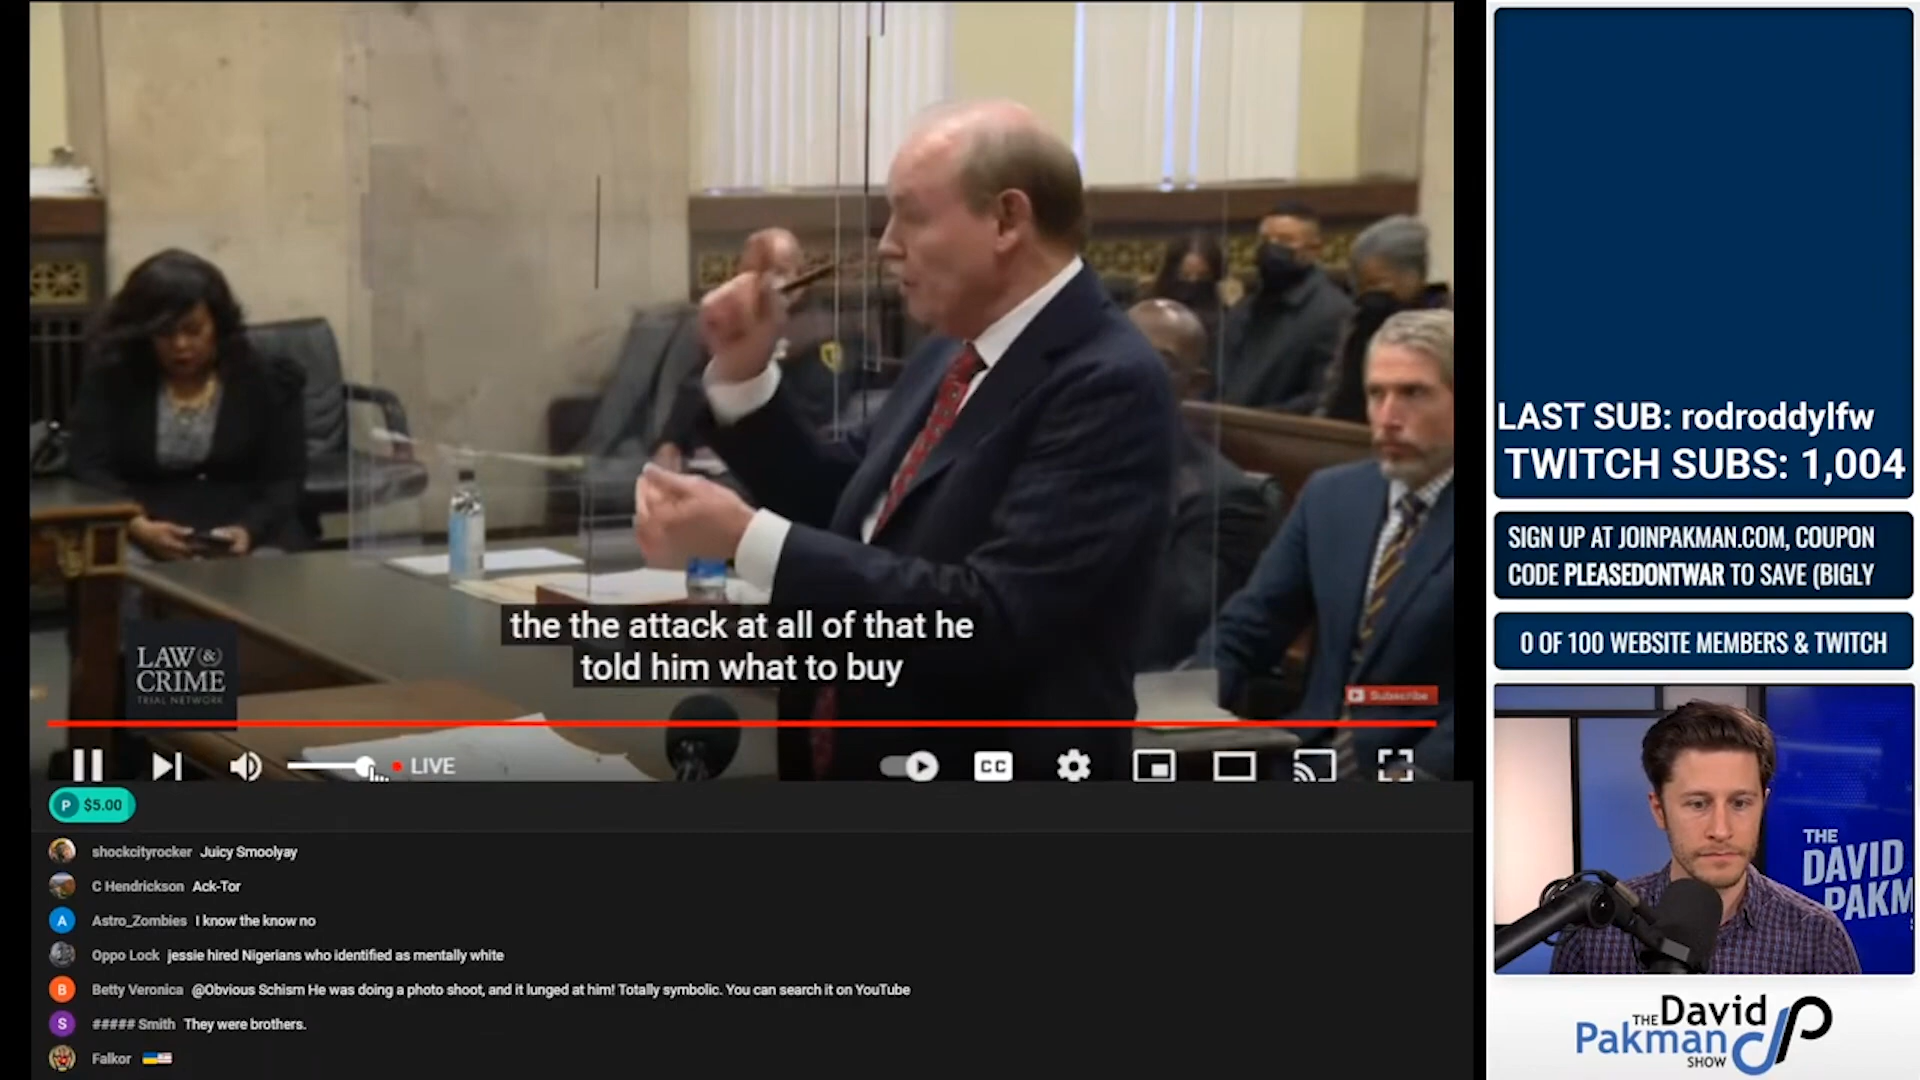 the the attack at all of that he
told him what to buy
LAW &
CRIME
TRIAL NETWORK
Subscribe
LIVE
CC
P $5.00
shockcityrocker Juicy Smoolyay
C Hendrickson Ack-Tor
A Astro_Zombies I know the know no
Oppo Lock jessie hired Nigerians who identified as mentally white
B Betty Veronica @Obvious Schism He was doing a photo shoot, and it lunged at him! Totally symbolic. You can search it on YouTube
S ##### Smith They were brothers.
Falkor
LAST SUB: rodroddylfw
TWITCH SUBS: 1,004
SIGN UP AT JOINPAKMAN.COM, COUPON
CODE PLEASEDONTWAR TO SAVE (BIGLY
0 OF 100 WEBSITE MEMBERS & TWITCH
THE
DAVID
PAKM
THE David
Pakman
SHOW